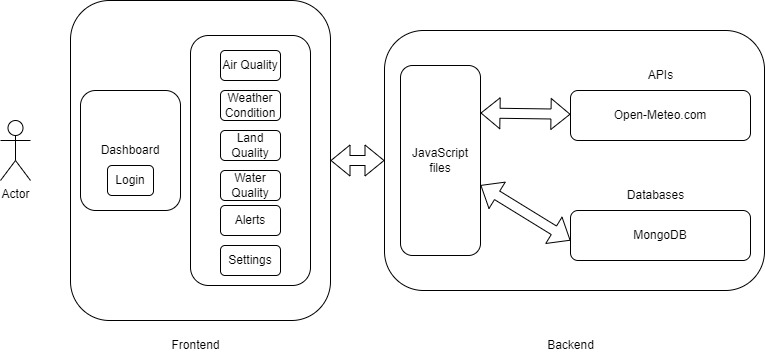 Actor
Dashboard
Login
Air Quality
Weather
Condition
Land
Quality
Water
Quality
Alerts
Settings
Frontend
JavaScript
files
APIs
Open-Meteo.com
Databases
MongoDB
Backend